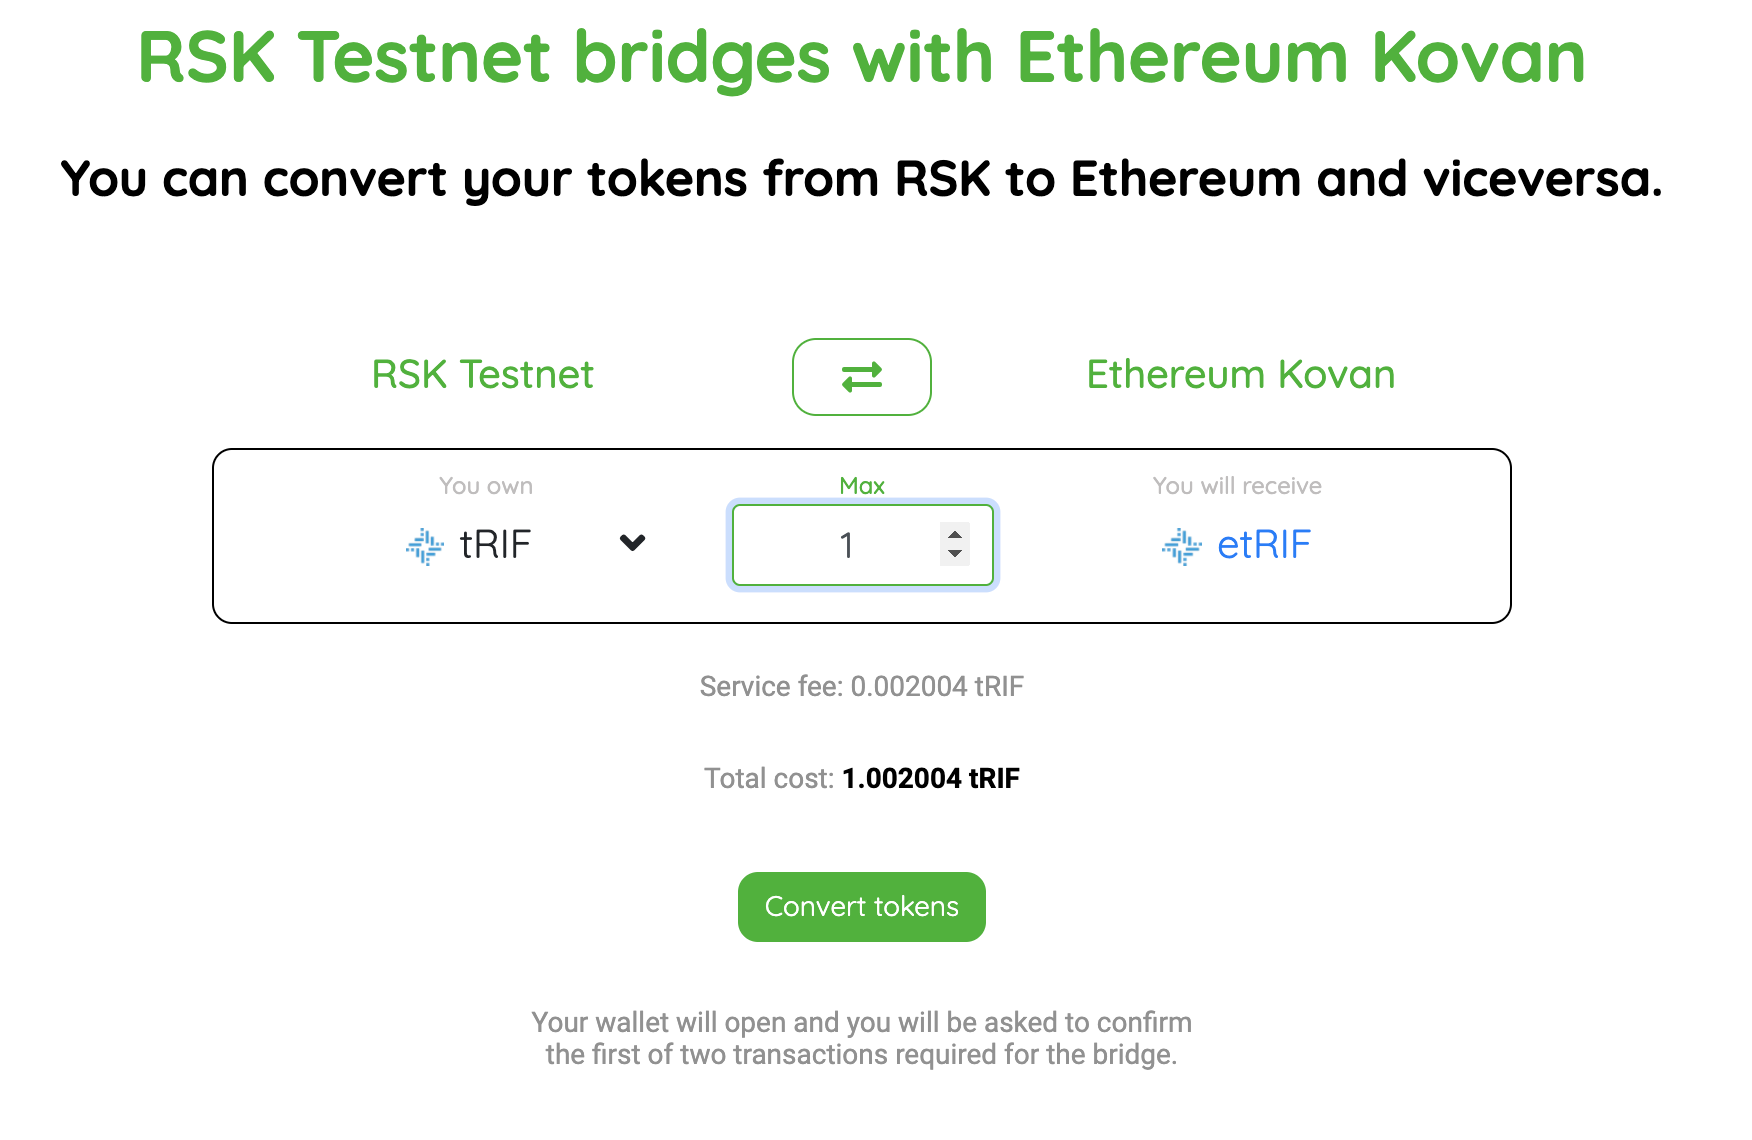 RSK Testnet bridges with Ethereum Kovan
You can convert your tokens from RSK to Ethereum and viceversa.
RSK Testnet
Ethereum Kovan
You own
Max
You will receive
tRIF
1
etRIF
Service fee: 0.002004 tRIF
Total cost: 1.002004 tRIF
Convert tokens
Your wallet will open and you will be asked to confirm
the first of two transactions required for the bridge.